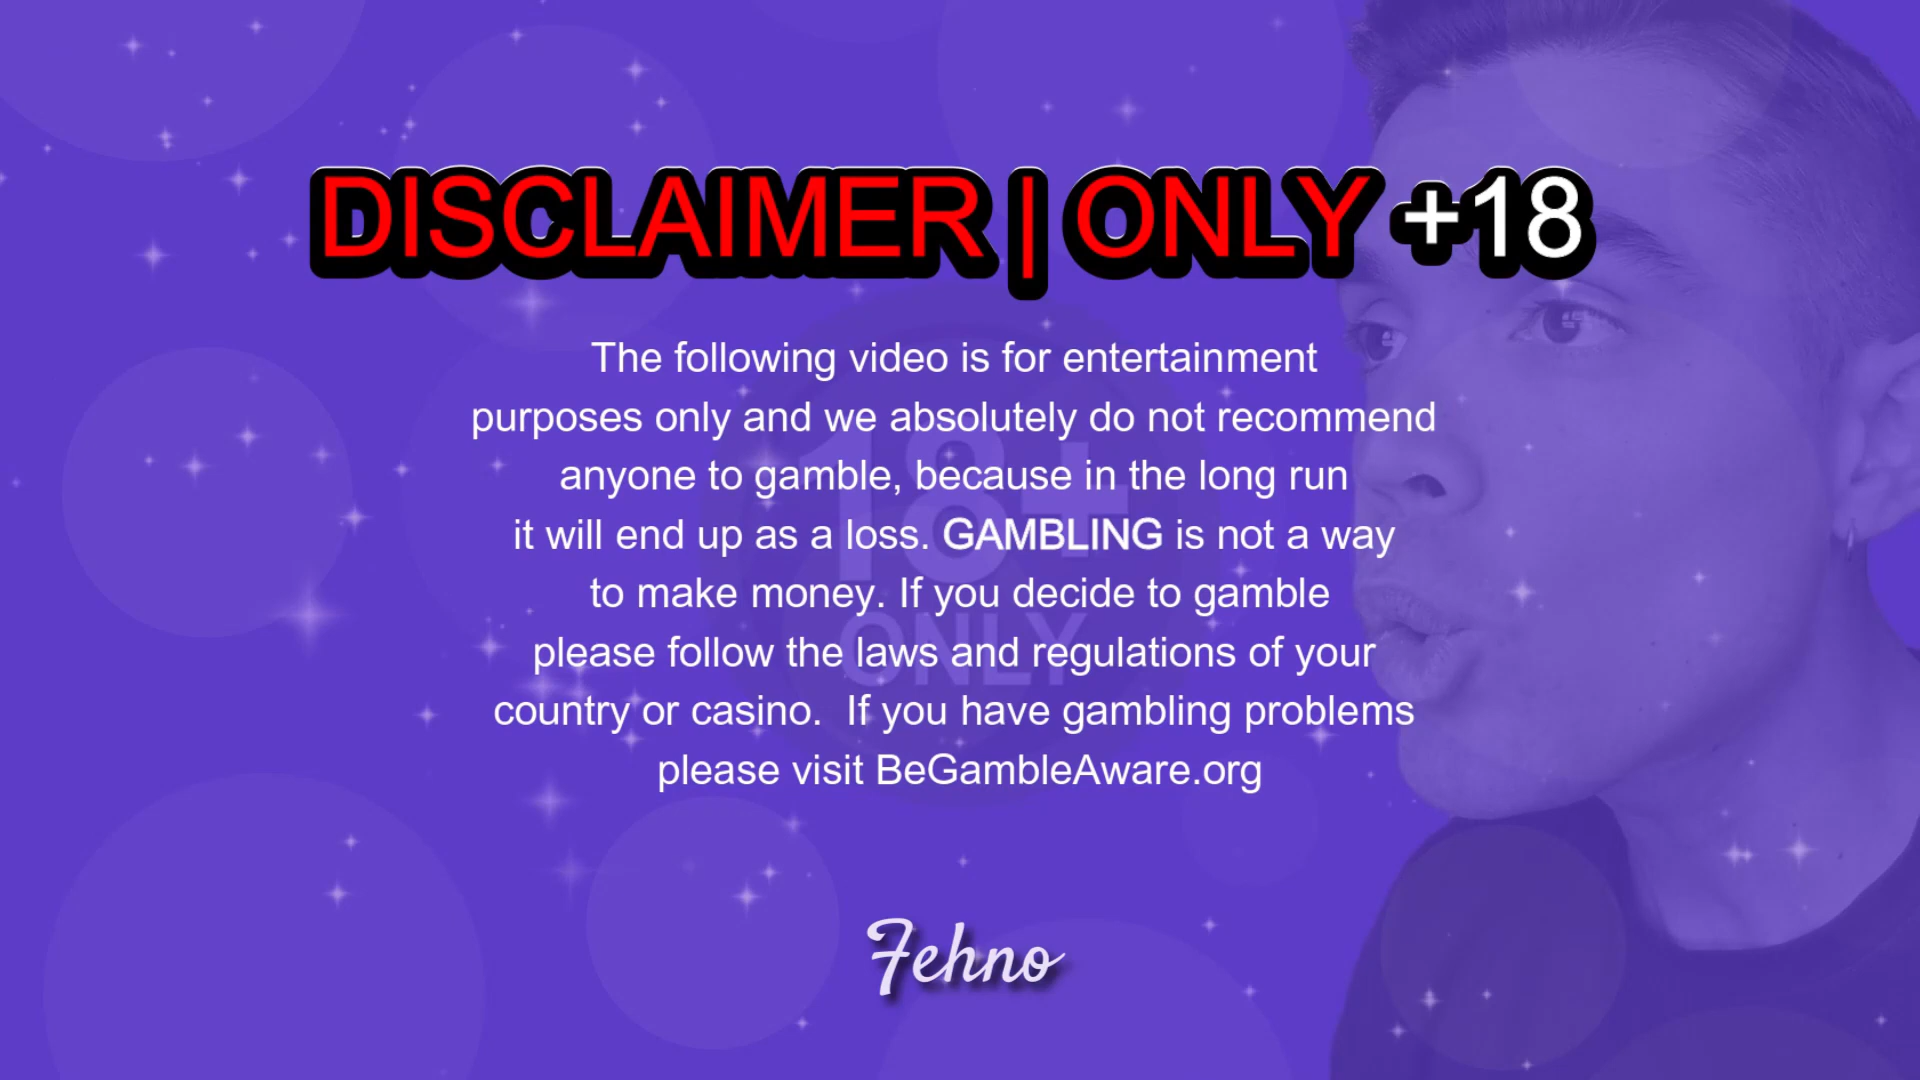 DISCLAIMER | ONLY +18
The following video is for entertainment
purposes only and we absolutely do not recommend
anyone to gamble, because in the long run
it will end up as a loss. GAMBLING is not a way
to make money. If you decide to gamble
please follow the laws and regulations of your
country or casino.  If you have gambling problems
please visit BeGambleAware.org
18+
ONLY
Fehno